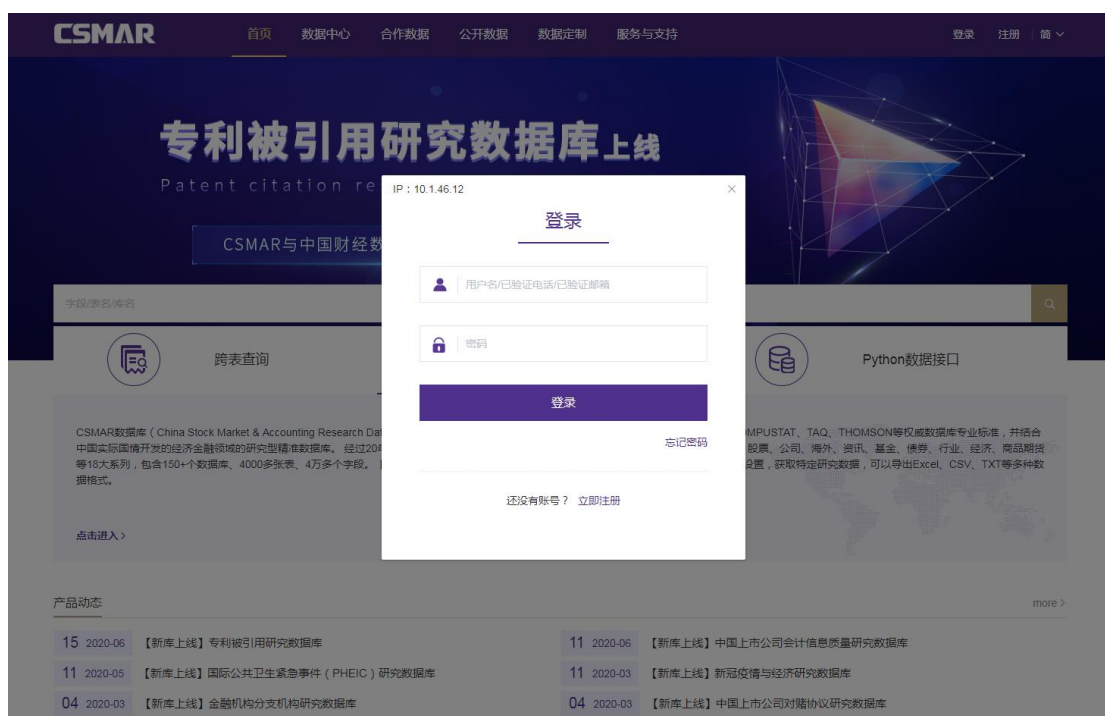 CSMAR 首页 数据中心 合作数据 公开数据 数据定制 服务与支持 登录 注册 简
专利被引用研究数据库上线
Patent citation re
CSMAR与中国财经数
IP：10.1.46.12
登录
用户名/已验证电话/已验证邮箱
密码
登录
忘记密码
还没有账号？ 立即注册
字段/表名/库名
跨表查询
Python数据接口
CSMAR数据库（China Stock Market & Accounting Research Dat
中国实际国情开发的经济金融领域的研究型精准数据库。 经过20
等18大系列，包含150+个数据库、4000多张表、4万多个字段。
据格式。
MPUSTAT、TAQ、THOMSON等权威数据库专业标准，并结合
股票、公司、海外、资讯、基金、债券、行业、经济、商品期货
设置，获取特定研究数据，可以导出Excel、CSV、TXT等多种数
点击进入 >
产品动态 more >
15 2020-06 【新库上线】专利被引用研究数据库
11 2020-06 【新库上线】中国上市公司会计信息质量研究数据库
11 2020-05 【新库上线】国际公共卫生紧急事件（PHEIC）研究数据库
11 2020-03 【新库上线】新冠疫情与经济研究数据库
04 2020-03 【新库上线】金融机构分支机构研究数据库
04 2020-03 【新库上线】中国上市公司对赌协议研究数据库